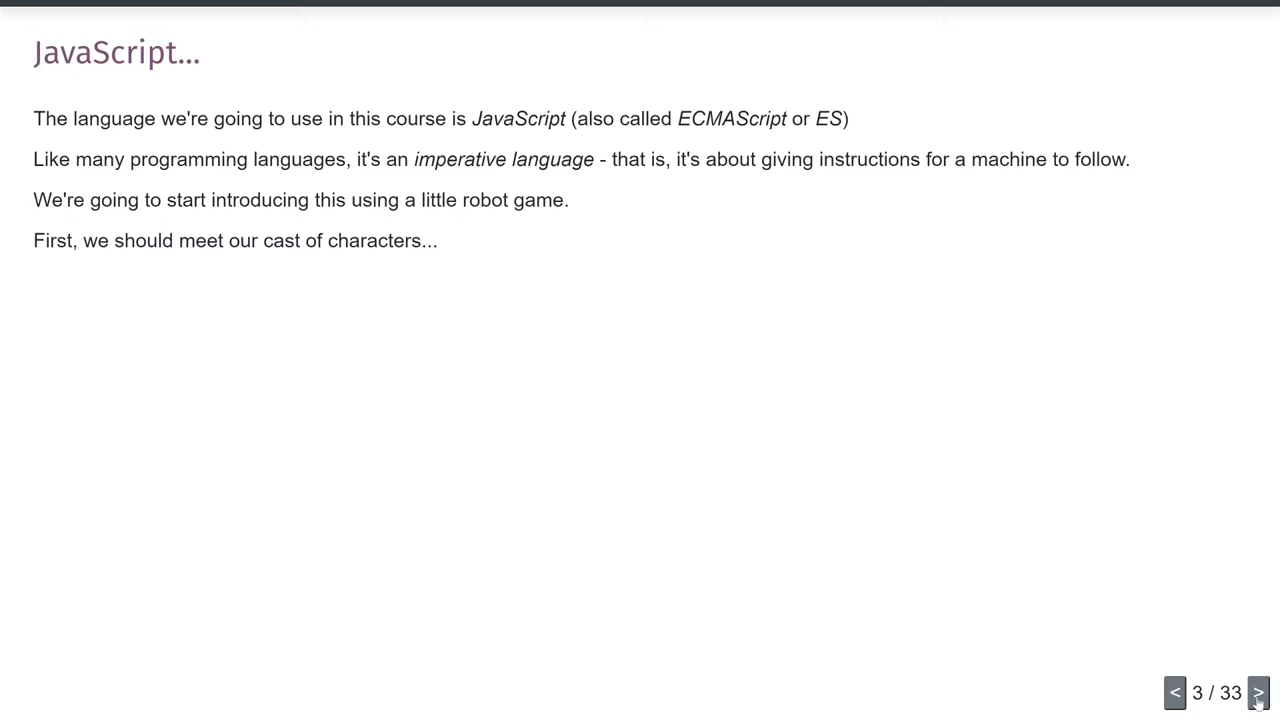 JavaScript...
The language we're going to use in this course is JavaScript (also called ECMAScript or ES)
Like many programming languages, it's an imperative language - that is, it's about giving instructions for a machine to follow.
We're going to start introducing this using a little robot game.
First, we should meet our cast of characters...
< 3 / 33 >